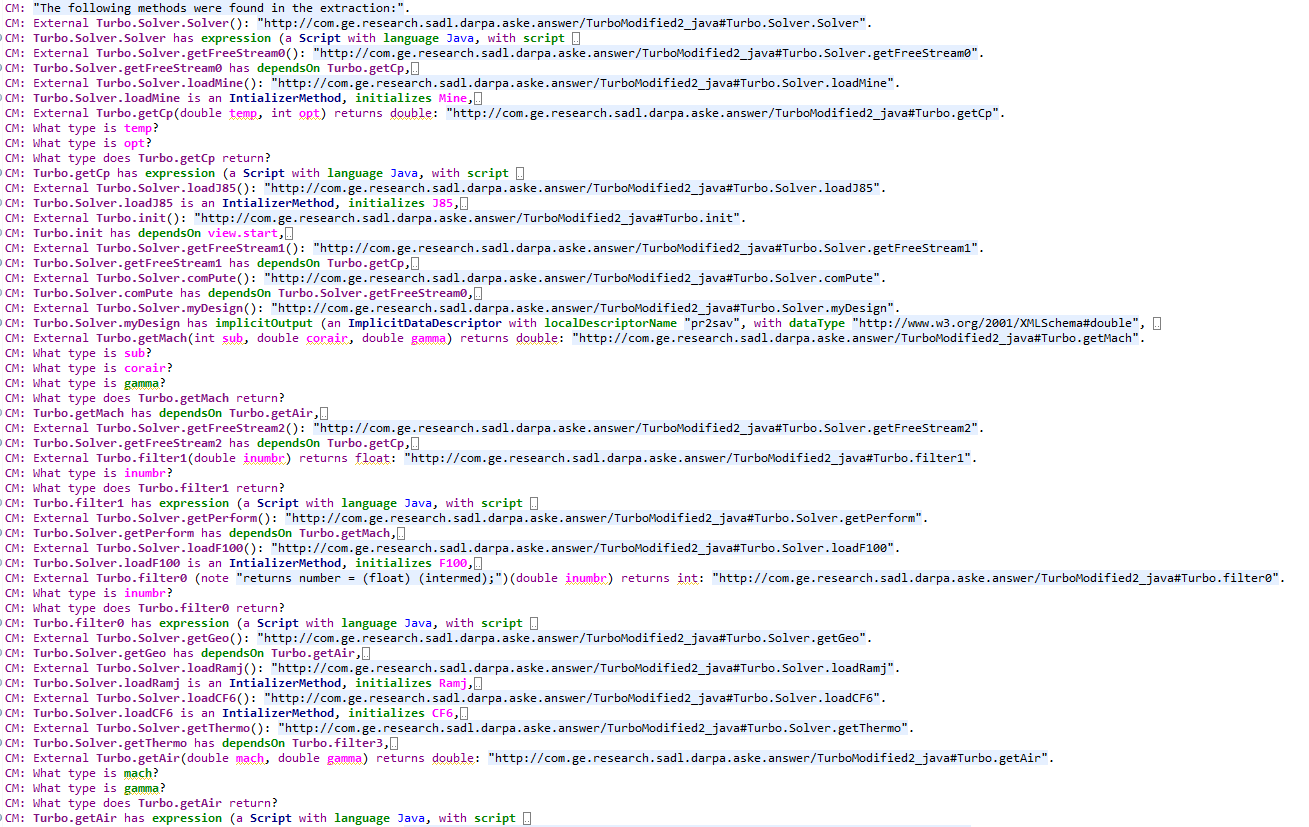 CM: "The following methods were found in the extraction:".
CM: External Turbo.Solver.Solver(): "http://com.ge.research.sadl.darpa.aske.answer/TurboModified2_java#Turbo.Solver.Solver".
CM: Turbo.Solver.Solver has expression (a Script with language Java, with script ..
CM: External Turbo.Solver.getFreeStream0(): "http://com.ge.research.sadl.darpa.aske.answer/TurboModified2_java#Turbo.Solver.getFreeStream0".
CM: Turbo.Solver.getFreeStream0 has dependsOn Turbo.getCp,..
CM: External Turbo.Solver.loadMine(): "http://com.ge.research.sadl.darpa.aske.answer/TurboModified2_java#Turbo.Solver.loadMine".
CM: Turbo.Solver.loadMine is an IntializerMethod, initializes Mine,..
CM: External Turbo.getCp(double temp, int opt) returns double: "http://com.ge.research.sadl.darpa.aske.answer/TurboModified2_java#Turbo.getCp".
CM: What type is temp?
CM: What type is opt?
CM: What type does Turbo.getCp return?
CM: Turbo.getCp has expression (a Script with language Java, with script ..
CM: External Turbo.Solver.loadJ85(): "http://com.ge.research.sadl.darpa.aske.answer/TurboModified2_java#Turbo.Solver.loadJ85".
CM: Turbo.Solver.loadJ85 is an IntializerMethod, initializes J85,..
CM: External Turbo.init(): "http://com.ge.research.sadl.darpa.aske.answer/TurboModified2_java#Turbo.init".
CM: Turbo.init has dependsOn view.start,..
CM: External Turbo.Solver.getFreeStream1(): "http://com.ge.research.sadl.darpa.aske.answer/TurboModified2_java#Turbo.Solver.getFreeStream1".
CM: Turbo.Solver.getFreeStream1 has dependsOn Turbo.getCp,..
CM: External Turbo.Solver.comPute(): "http://com.ge.research.sadl.darpa.aske.answer/TurboModified2_java#Turbo.Solver.comPute".
CM: Turbo.Solver.comPute has dependsOn Turbo.Solver.getFreeStream0,..
CM: External Turbo.Solver.myDesign(): "http://com.ge.research.sadl.darpa.aske.answer/TurboModified2_java#Turbo.Solver.myDesign".
CM: Turbo.Solver.myDesign has implicitOutput (an ImplicitDataDescriptor with localDescriptorName "pr2sav", with dataType "http://www.w3.org/2001/XMLSchema#double", ..
CM: External Turbo.getMach(int sub, double corair, double gamma) returns double: "http://com.ge.research.sadl.darpa.aske.answer/TurboModified2_java#Turbo.getMach".
CM: What type is sub?
CM: What type is corair?
CM: What type is gamma?
CM: What type does Turbo.getMach return?
CM: Turbo.getMach has dependsOn Turbo.getAir,..
CM: External Turbo.Solver.getFreeStream2(): "http://com.ge.research.sadl.darpa.aske.answer/TurboModified2_java#Turbo.Solver.getFreeStream2".
CM: Turbo.Solver.getFreeStream2 has dependsOn Turbo.getCp,..
CM: External Turbo.filter1(double inumbr) returns float: "http://com.ge.research.sadl.darpa.aske.answer/TurboModified2_java#Turbo.filter1".
CM: What type is inumbr?
CM: What type does Turbo.filter1 return?
CM: Turbo.filter1 has expression (a Script with language Java, with script ..
CM: External Turbo.Solver.getPerform(): "http://com.ge.research.sadl.darpa.aske.answer/TurboModified2_java#Turbo.Solver.getPerform".
CM: Turbo.Solver.getPerform has dependsOn Turbo.getMach,..
CM: External Turbo.Solver.loadF100(): "http://com.ge.research.sadl.darpa.aske.answer/TurboModified2_java#Turbo.Solver.loadF100".
CM: Turbo.Solver.loadF100 is an IntializerMethod, initializes F100,..
CM: External Turbo.filter0 (note "returns number = (float) (intermed);")(double inumbr) returns int: "http://com.ge.research.sadl.darpa.aske.answer/TurboModified2_java#Turbo.filter0".
CM: What type is inumbr?
CM: What type does Turbo.filter0 return?
CM: Turbo.filter0 has expression (a Script with language Java, with script ..
CM: External Turbo.Solver.getGeo(): "http://com.ge.research.sadl.darpa.aske.answer/TurboModified2_java#Turbo.Solver.getGeo".
CM: Turbo.Solver.getGeo has dependsOn Turbo.getAir,..
CM: External Turbo.Solver.loadRamj(): "http://com.ge.research.sadl.darpa.aske.answer/TurboModified2_java#Turbo.Solver.loadRamj".
CM: Turbo.Solver.loadRamj is an IntializerMethod, initializes Ramj,..
CM: External Turbo.Solver.loadCF6(): "http://com.ge.research.sadl.darpa.aske.answer/TurboModified2_java#Turbo.Solver.loadCF6".
CM: Turbo.Solver.loadCF6 is an IntializerMethod, initializes CF6,..
CM: External Turbo.Solver.getThermo(): "http://com.ge.research.sadl.darpa.aske.answer/TurboModified2_java#Turbo.Solver.getThermo".
CM: Turbo.Solver.getThermo has dependsOn Turbo.filter3,..
CM: External Turbo.getAir(double mach, double gamma) returns double: "http://com.ge.research.sadl.darpa.aske.answer/TurboModified2_java#Turbo.getAir".
CM: What type is mach?
CM: What type is gamma?
CM: What type does Turbo.getAir return?
CM: Turbo.getAir has expression (a Script with language Java, with script ..